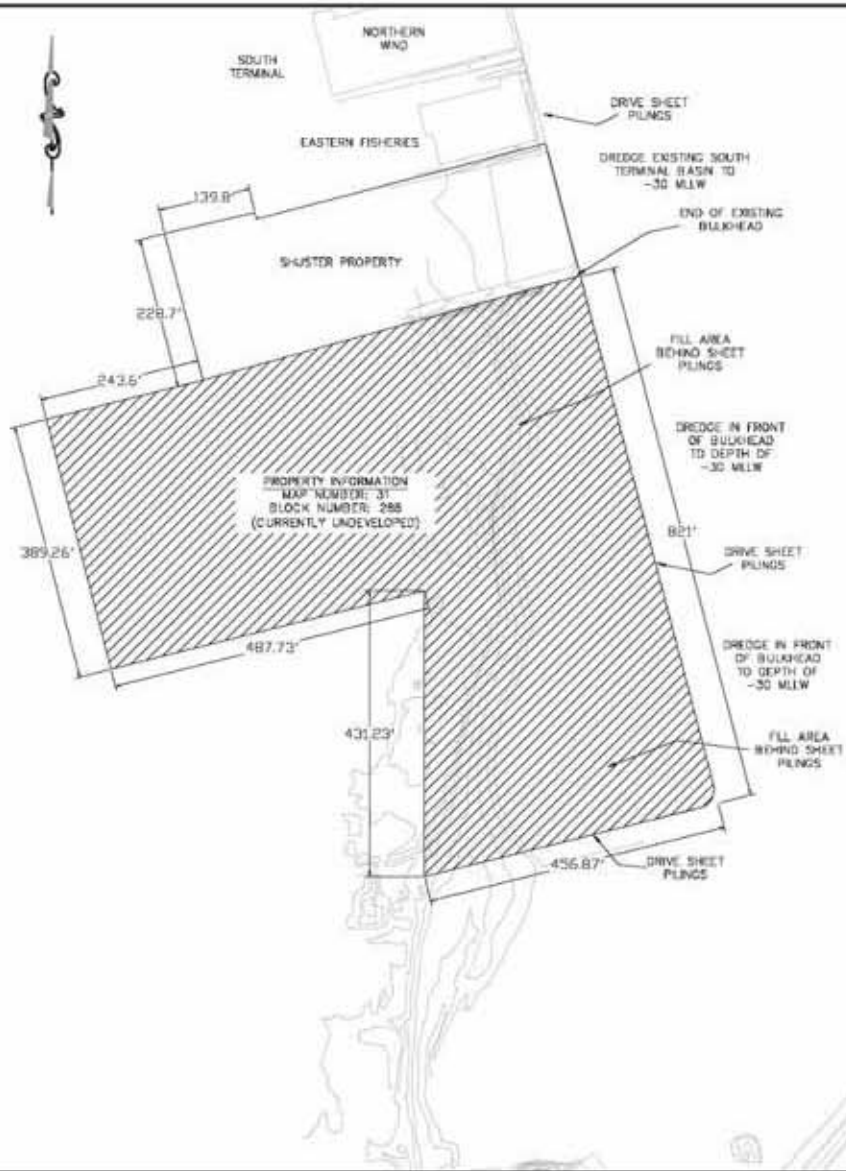 NORTHERN
WIND
SOUTH
TERMINAL
DRIVE SHEET
PILINGS
EASTERN FISHERIES
DREDGE EXISTING SOUTH
TERMINAL BASIN TO
-30 MLLW
139.8'
END OF EXISTING
BULKHEAD
SHUSTER PROPERTY
228.7'
FILL AREA
BEHIND SHEET
PILINGS
243.6'
DREDGE IN FRONT
OF BULKHEAD
TO DEPTH OF
-30 MLLW
PROPERTY INFORMATION
MAP NUMBER: 31
BLOCK NUMBER: 288
(CURRENTLY UNDEVELOPED)
821'
389.26'
DRIVE SHEET
PILINGS
487.73'
DREDGE IN FRONT
OF BULKHEAD
TO DEPTH OF
-30 MLLW
431.23'
FILL AREA
BEHIND SHEET
PILINGS
456.87'
DRIVE SHEET
PILINGS